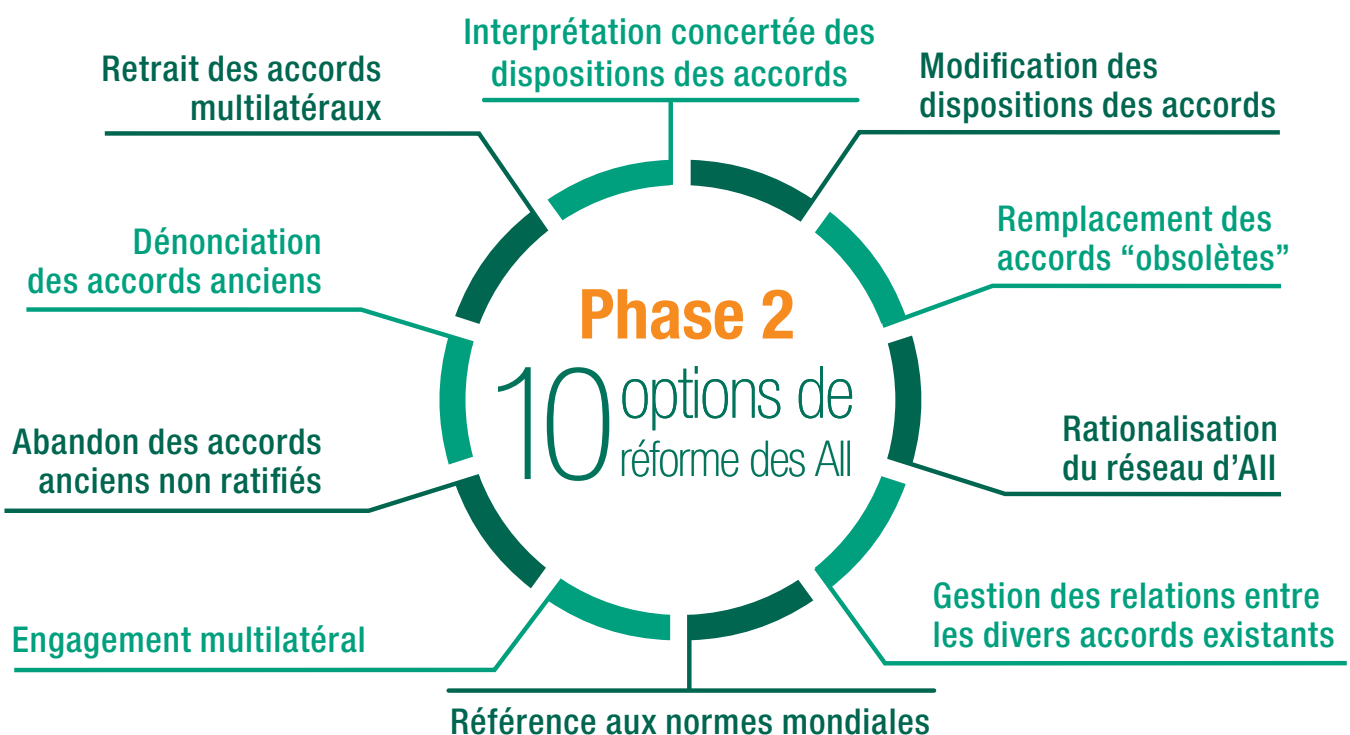 Interprétation concertée des
dispositions des accords
Modification des
dispositions des accords
Remplacement des
accords “obsolètes”
Rationalisation
du réseau d’AII
Gestion des relations entre
les divers accords existants
Référence aux normes mondiales
Engagement multilatéral
Abandon des accords
anciens non ratifiés
Dénonciation
des accords anciens
Retrait des accords
multilatéraux
Phase 2
10 options de
réforme des AII